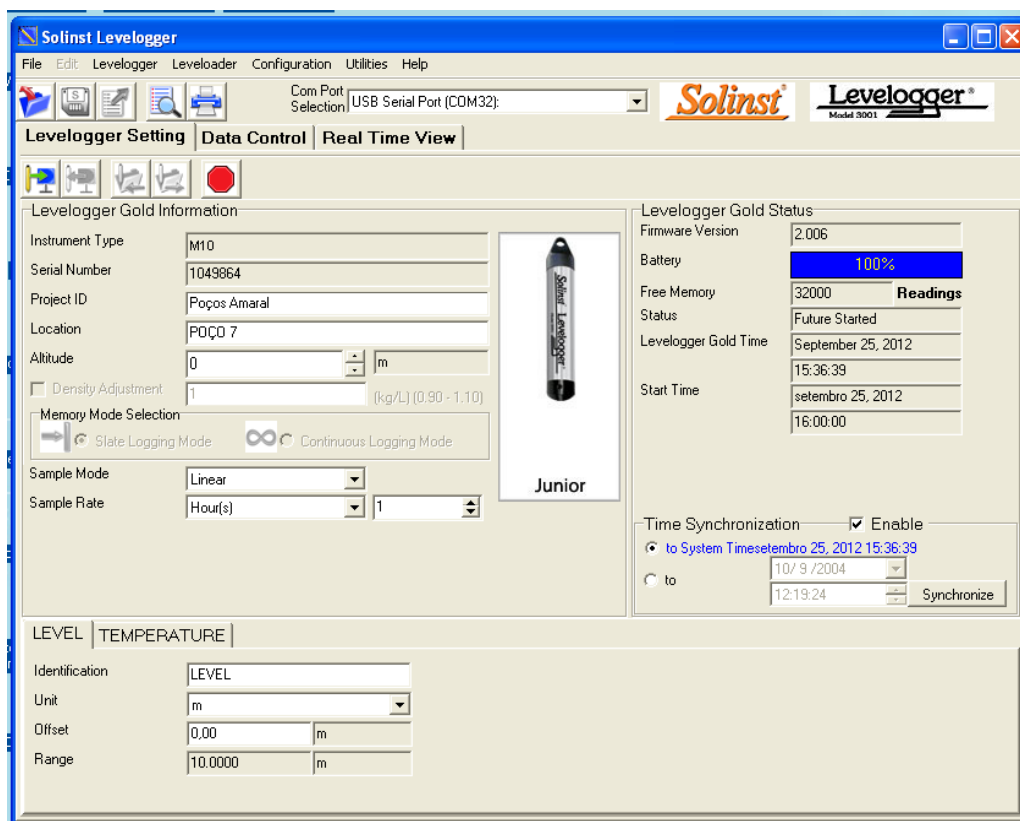 Solinst Levelogger
File Edit Levelogger Leveloader Configuration Utilities Help
Com Port
Selection USB Serial Port (COM32):
Solinst
Levelogger
Model 3001
Levelogger Setting Data Control Real Time View
Levelogger Gold Information
Instrument Type M10
Serial Number 1049864
Project ID Poços Amaral
Location POÇO 7
Altitude 0 m
Density Adjustment 1 (kg/L) (0.90 - 1.10)
Memory Mode Selection
Slate Logging Mode Continuous Logging Mode
Sample Mode Linear
Sample Rate Hour(s) 1
Solinst Levelogger
Junior
Levelogger Gold Status
Firmware Version 2.006
Battery 100%
Free Memory 32000 Readings
Status Future Started
Levelogger Gold Time September 25, 2012
15:36:39
Start Time setembro 25, 2012
16:00:00
Time Synchronization Enable
to System Timesetembro 25, 2012 15:36:39
to 10/ 9 /2004
12:19:24 Synchronize
LEVEL TEMPERATURE
Identification LEVEL
Unit m
Offset 0,00 m
Range 10.0000 m